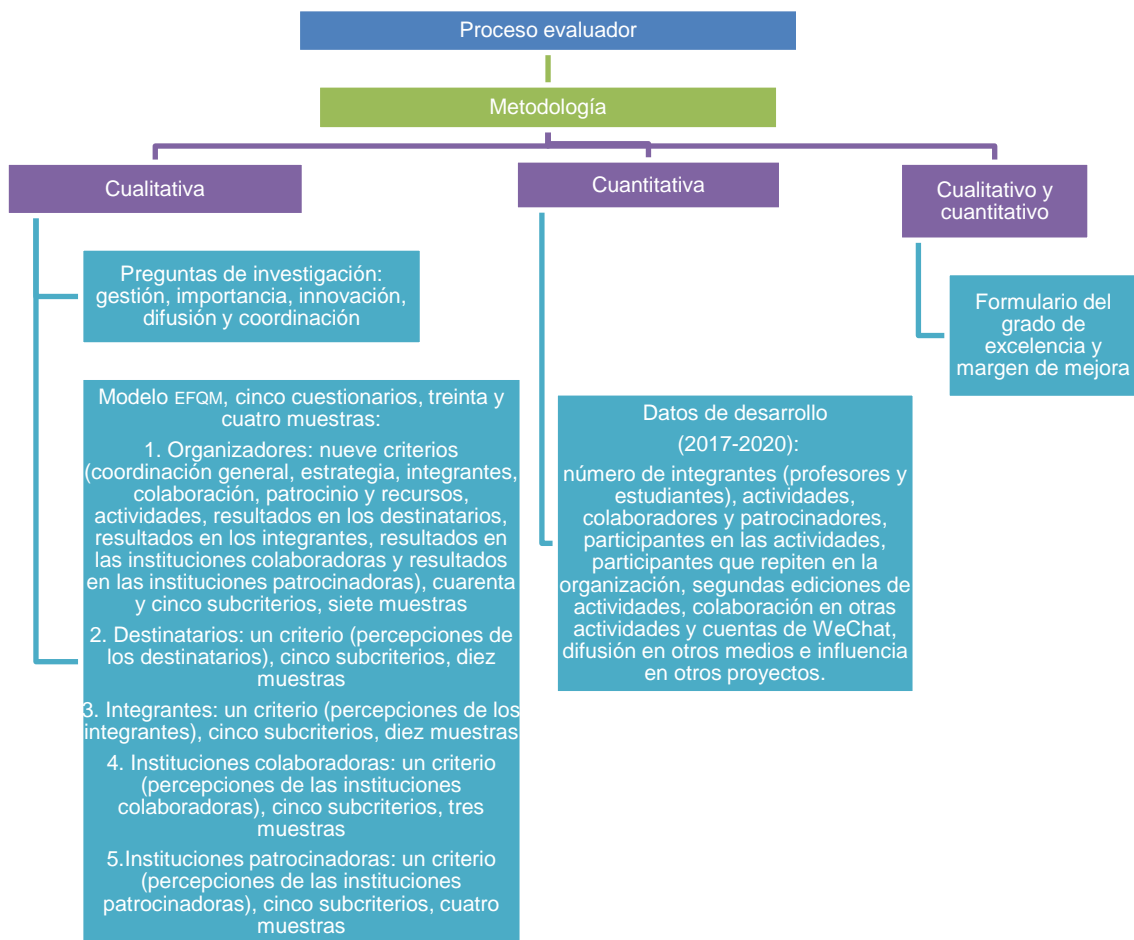 Proceso evaluador
Metodología
Cualitativa
Preguntas de investigación:
gestión, importancia, innovación,
difusión y coordinación
Modelo EFQM, cinco cuestionarios, treinta y
cuatro muestras:
1. Organizadores: nueve criterios
(coordinación general, estrategia, integrantes,
colaboración, patrocinio y recursos,
actividades, resultados en los destinatarios,
resultados en los integrantes, resultados en
las instituciones colaboradoras y resultados
en las instituciones patrocinadoras), cuarenta
y cinco subcriterios, siete muestras
2. Destinatarios: un criterio (percepciones de
los destinatarios), cinco subcriterios, diez
muestras
3. Integrantes: un criterio (percepciones de los
integrantes), cinco subcriterios, diez muestras
4. Instituciones colaboradoras: un criterio
(percepciones de las instituciones
colaboradoras), cinco subcriterios, tres
muestras
5.Instituciones patrocinadoras: un criterio
(percepciones de las instituciones
patrocinadoras), cinco subcriterios, cuatro
muestras
Cuantitativa
Datos de desarrollo
(2017-2020):
número de integrantes (profesores y
estudiantes), actividades,
colaboradores y patrocinadores,
participantes en las actividades,
participantes que repiten en la
organización, segundas ediciones de
actividades, colaboración en otras
actividades y cuentas de WeChat,
difusión en otros medios e influencia
en otros proyectos.
Cualitativo y
cuantitativo
Formulario del
grado de
excelencia y
margen de mejora